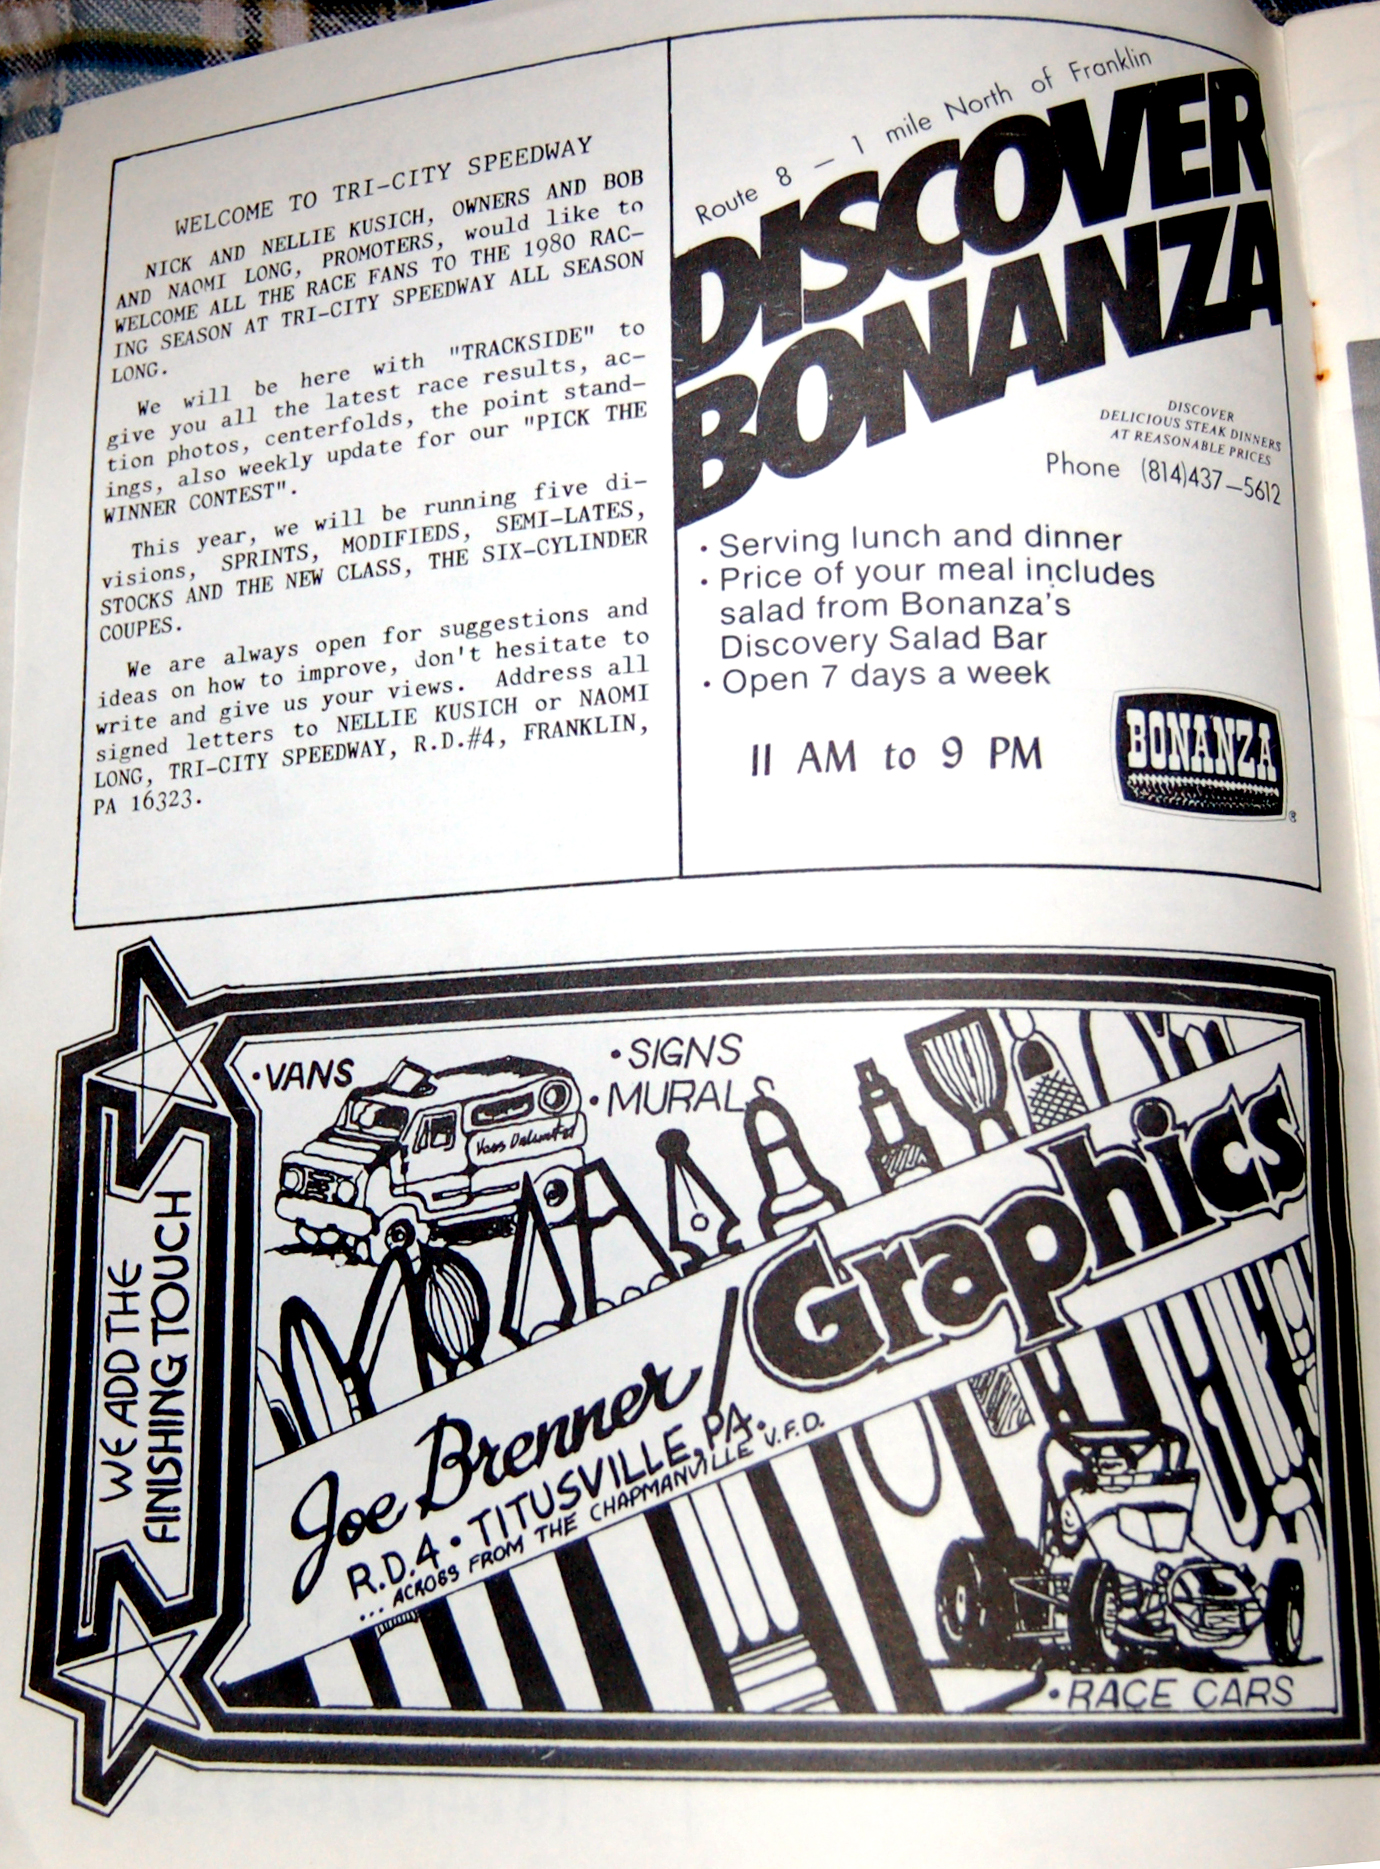 WELCOME TO TRI-CITY SPEEDWAY
NICK AND NELLIE KUSICH, OWNERS AND BOB
AND NAOMI LONG, PROMOTERS, would like to
WELCOME ALL THE RACE FANS TO THE 1980 RAC-
ING SEASON AT TRI-CITY SPEEDWAY ALL SEASON
LONG.
We will be here with "TRACKSIDE" to
give you all the latest race results, ac-
tion photos, centerfolds, the point stand-
ings, also weekly update for our "PICK THE
WINNER CONTEST".
This year, we will be running five di-
visions, SPRINTS, MODIFIEDS, SEMI-LATES,
STOCKS AND THE NEW CLASS, THE SIX-CYLINDER
COUPES.
We are always open for suggestions and
ideas on how to improve, don't hesitate to
write and give us your views. Address all
signed letters to NELLIE KUSICH or NAOMI
LONG, TRI-CITY SPEEDWAY, R.D.#4, FRANKLIN,
PA 16323.
Route 8 — 1 mile North of Franklin
DISCOVER
BONANZA
DISCOVER
DELICIOUS STEAK DINNERS
AT REASONABLE PRICES
Phone (814)437-5612
• Serving lunch and dinner
• Price of your meal includes
salad from Bonanza's
Discovery Salad Bar
• Open 7 days a week
11 AM to 9 PM
BONANZA
®
WE ADD THE
FINISHING TOUCH
•VANS
•SIGNS
•MURALS
Vans Unlimited
Joe Brenner/Graphics
R.D.4•TITUSVILLE,PA.
... ACROSS FROM THE CHAPMANVILLE V.F.D.
•RACE CARS